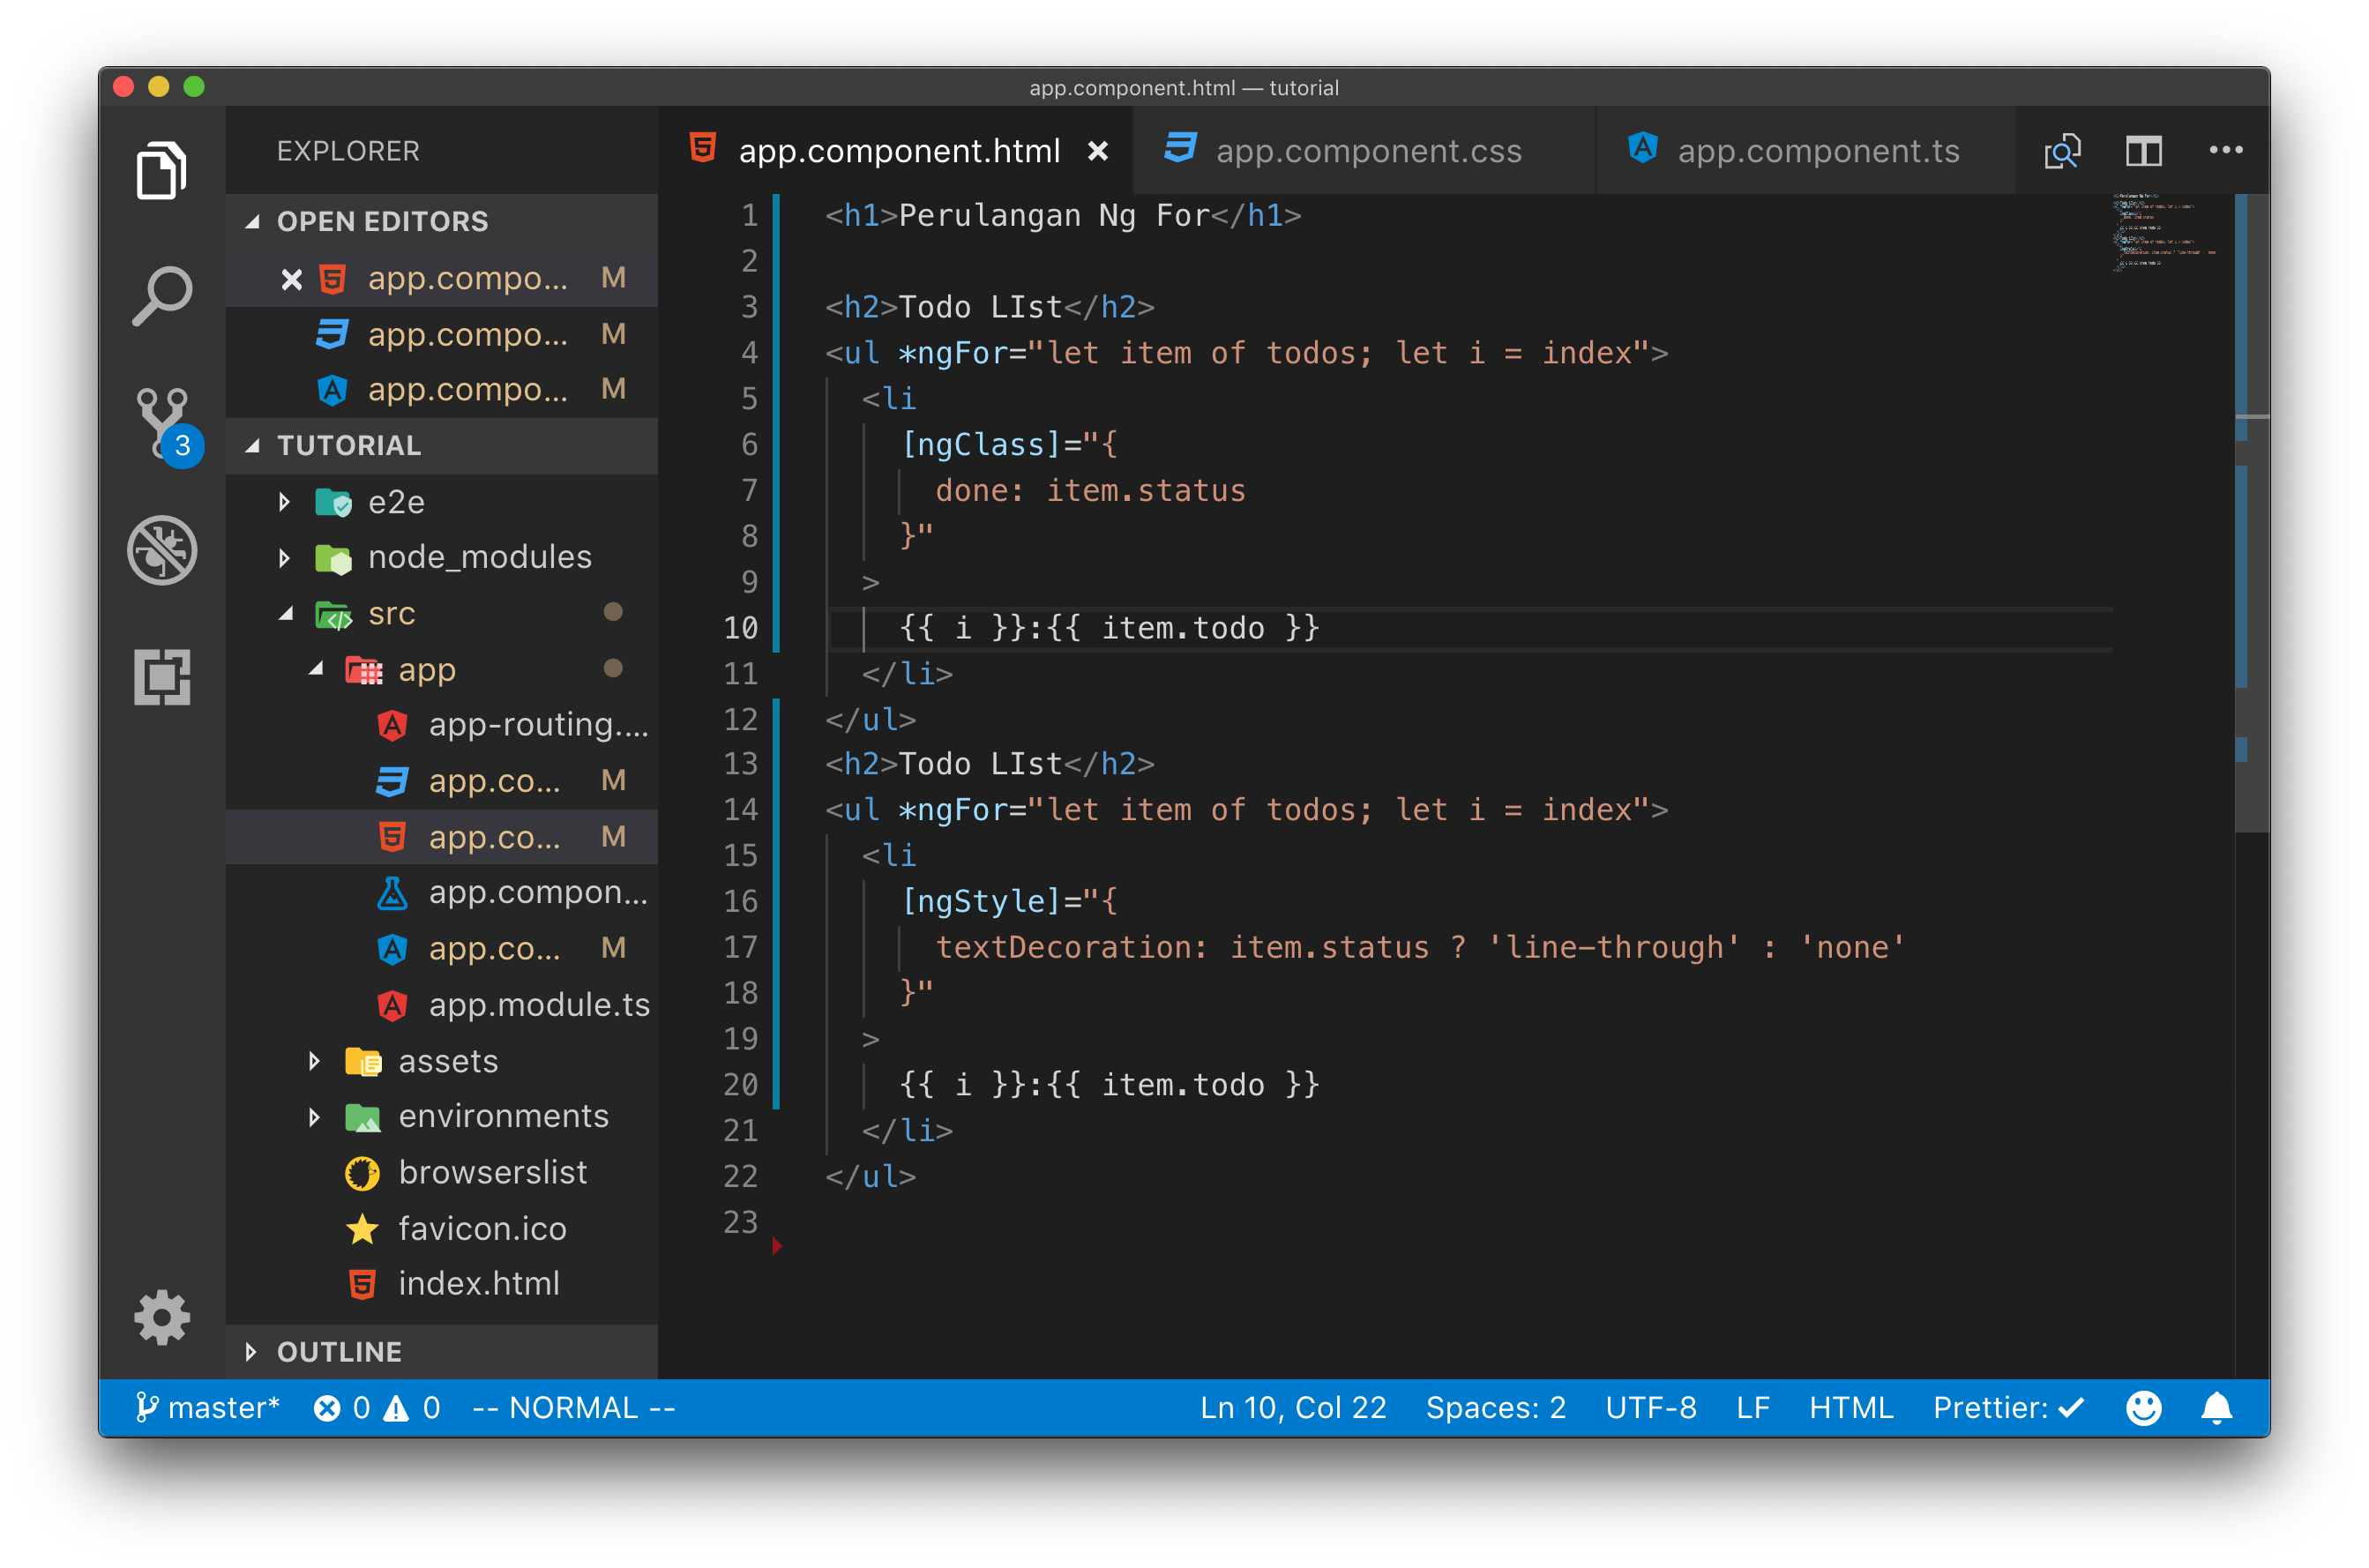 app.component.html — tutorial
EXPLORER
OPEN EDITORS
app.compo... M
app.compo... M
app.compo... M
TUTORIAL
e2e
node_modules
src
app
app-routing....
app.co... M
app.co... M
app.compon...
app.co... M
app.module.ts
assets
environments
browserslist
favicon.ico
index.html
OUTLINE
3
app.component.html
app.component.css
app.component.ts
1 <h1>Perulangan Ng For</h1>
2
3 <h2>Todo LIst</h2>
4 <ul *ngFor="let item of todos; let i = index">
5 <li
6 [ngClass]="{
7 done: item.status
8 }"
9 >
10 {{ i }}:{{ item.todo }}
11 </li>
12 </ul>
13 <h2>Todo LIst</h2>
14 <ul *ngFor="let item of todos; let i = index">
15 <li
16 [ngStyle]="{
17 textDecoration: item.status ? 'line-through' : 'none'
18 }"
19 >
20 {{ i }}:{{ item.todo }}
21 </li>
22 </ul>
23
master* 0 0 -- NORMAL -- Ln 10, Col 22 Spaces: 2 UTF-8 LF HTML Prettier: ✓